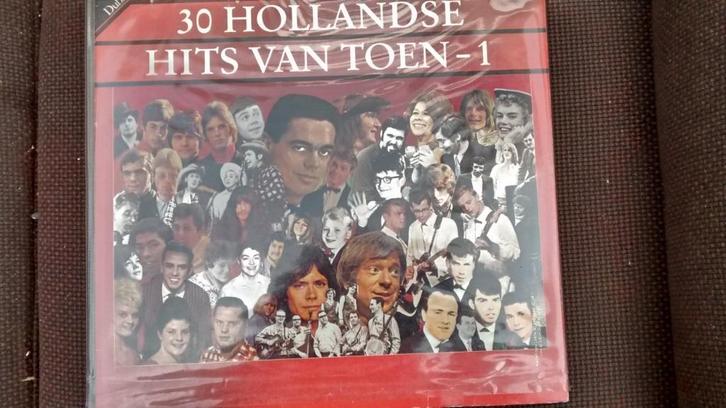 30 HOLLANDSE
HITS VAN TOEN-1